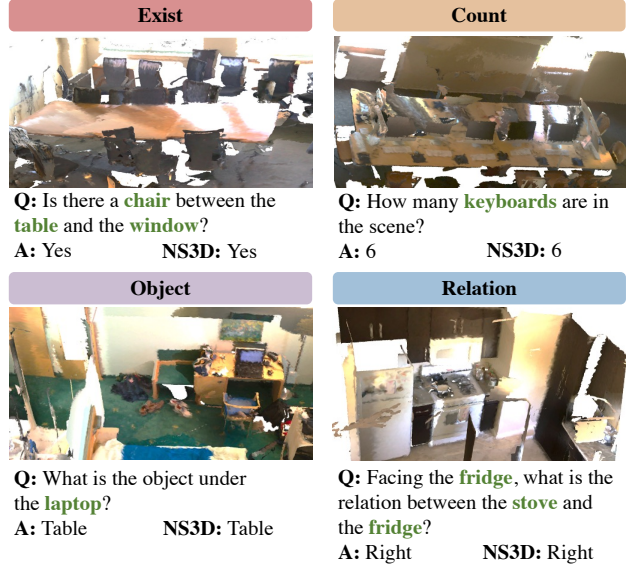 Exist
Q: Is there a chair between the
table and the window?
A: Yes NS3D: Yes
Count
Q: How many keyboards are in
the scene?
A: 6 NS3D: 6
Object
Q: What is the object under
the laptop?
A: Table NS3D: Table
Relation
Q: Facing the fridge, what is the
relation between the stove and
the fridge?
A: Right NS3D: Right